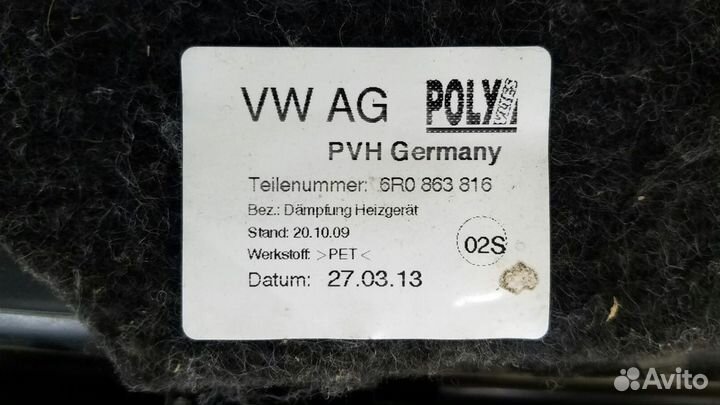 VW AG POLY
PVH Germany
Teilenummer: 6R0 863 816
Bez.: Dämpfung Heizgerät
Stand: 20.10.09
Werkstoff: >PET<
02S
Datum: 27.03.13
Avito